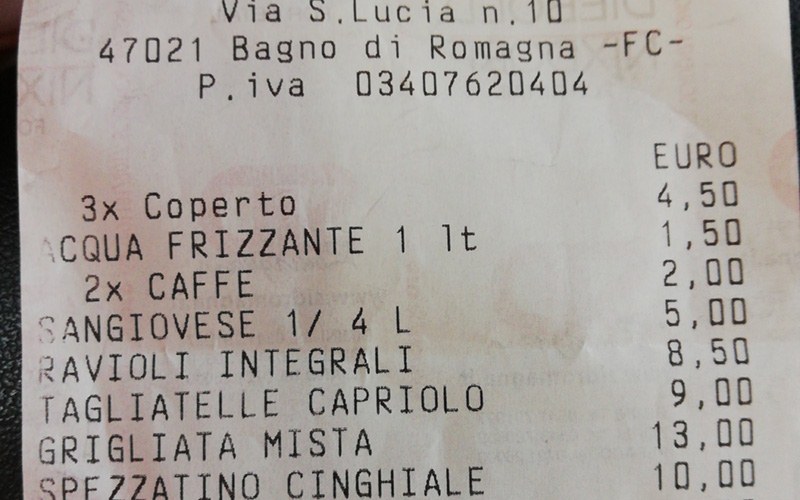 Via S.Lucia n.10
47021 Bagno di Romagna -FC-
P.iva 03407620404
EURO
3x Coperto 4,50
ACQUA FRIZZANTE 1 lt 1,50
2x CAFFE 2,00
SANGIOVESE 1/ 4 L 5,00
RAVIOLI INTEGRALI 8,50
TAGLIATELLE CAPRIOLO 9,00
GRIGLIATA MISTA 13,00
SPEZZATINO CINGHIALE 10,00